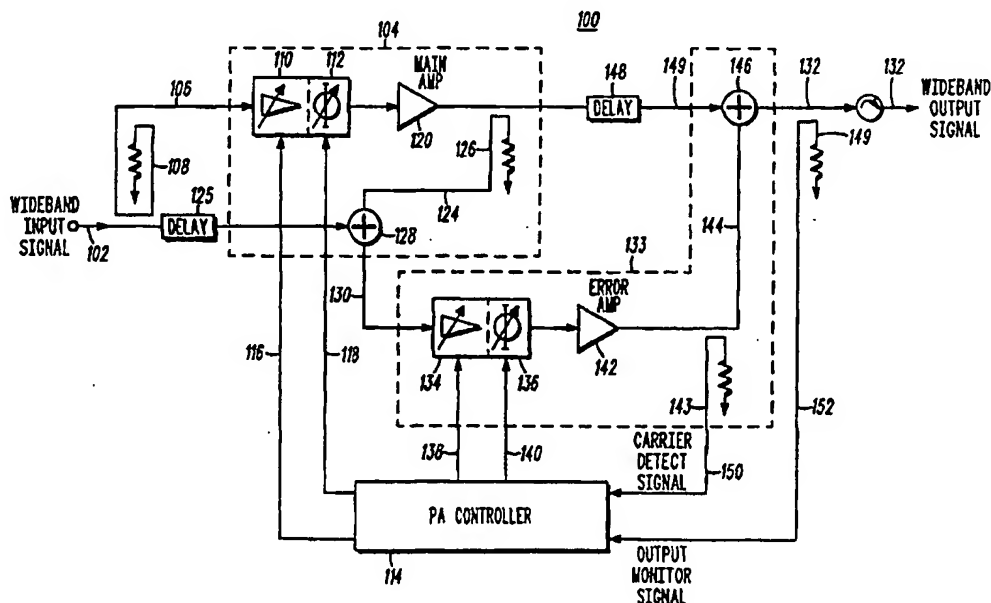 100
104
110
112
MAIN
AMP
146
106
148
149
132
132
DELAY
WIDEBAND
OUTPUT
SIGNAL
120
126
149
108
125
WIDEBAND
INPUT
SIGNAL
DELAY
124
128
144
102
133
130
ERROR
AMP
116
118
134
136
142
143
152
138
140
CARRIER
DETECT
SIGNAL
150
PA CONTROLLER
114
OUTPUT
MONITOR
SIGNAL